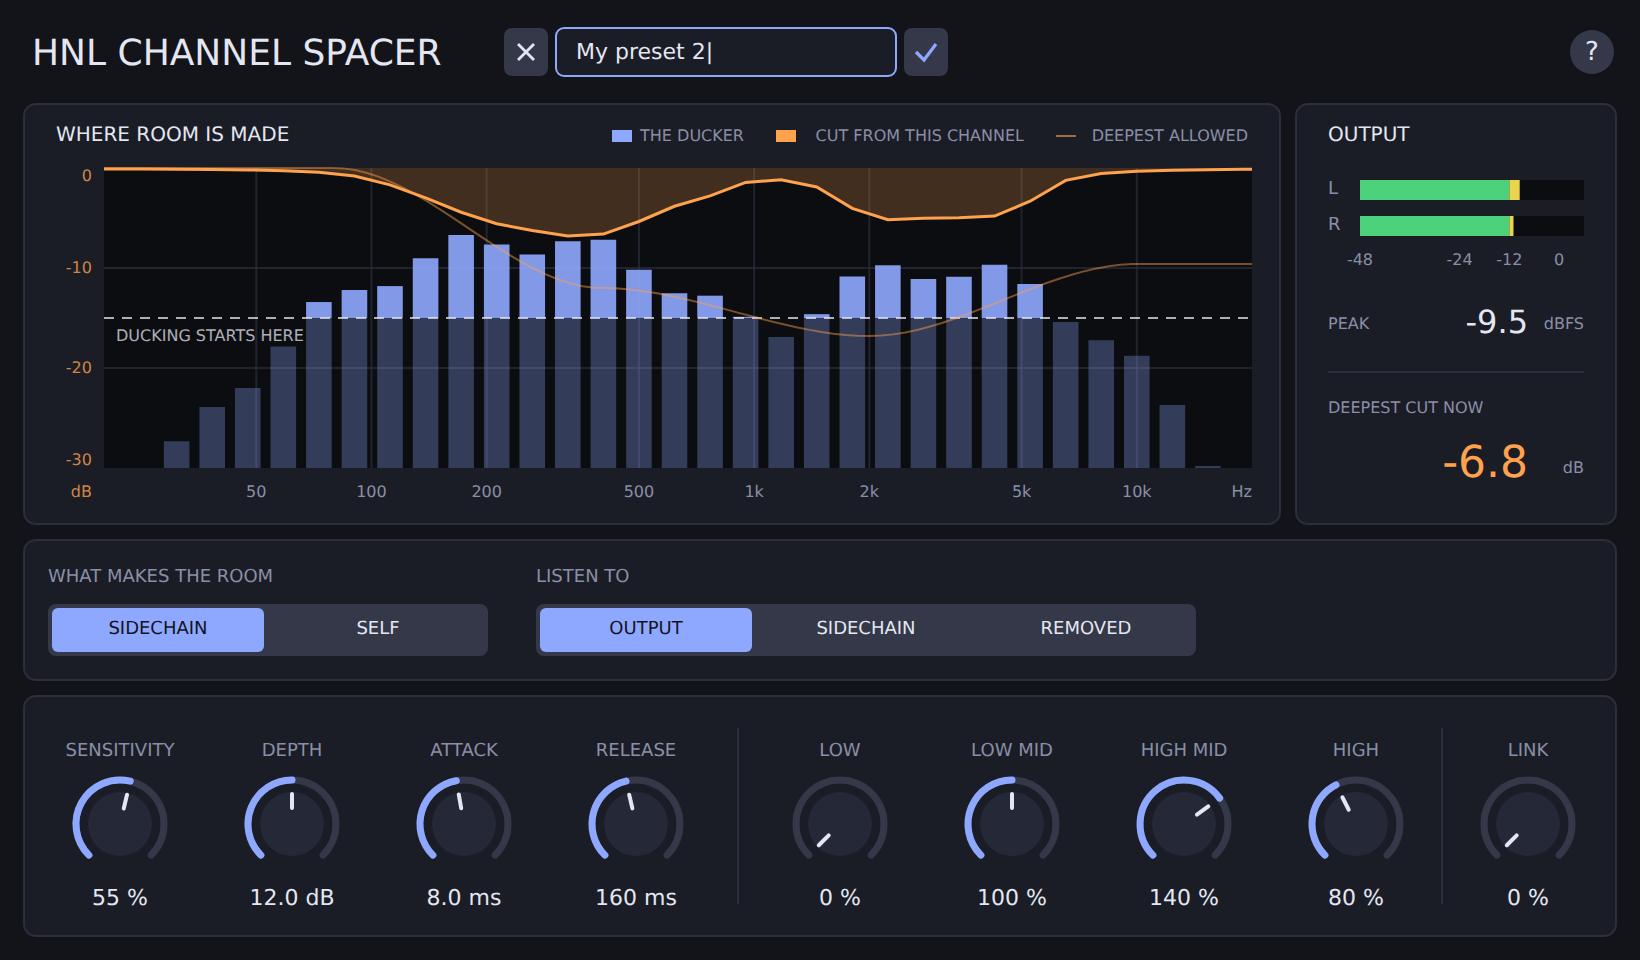 HNL CHANNEL SPACER
My preset 2
?
WHERE ROOM IS MADE
THE DUCKER
CUT FROM THIS CHANNEL
DEEPEST ALLOWED
0
-10
DUCKING STARTS HERE
-20
-30
dB
50
100
200
500
1k
2k
5k
10k
Hz
OUTPUT
L
R
-48
-24
-12
0
PEAK
-9.5
dBFS
DEEPEST CUT NOW
-6.8
dB
WHAT MAKES THE ROOM
SIDECHAIN
SELF
LISTEN TO
OUTPUT
SIDECHAIN
REMOVED
SENSITIVITY
DEPTH
ATTACK
RELEASE
LOW
LOW MID
HIGH MID
HIGH
LINK
55 %
12.0 dB
8.0 ms
160 ms
0 %
100 %
140 %
80 %
0 %